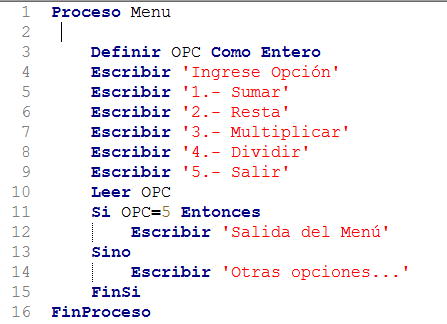 1 Proceso Menu
2
3 Definir OPC Como Entero
4 Escribir 'Ingrese Opción'
5 Escribir '1.- Sumar'
6 Escribir '2.- Resta'
7 Escribir '3.- Multiplicar'
8 Escribir '4.- Dividir'
9 Escribir '5.- Salir'
10 Leer OPC
11 Si OPC=5 Entonces
12 Escribir 'Salida del Menú'
13 Sino
14 Escribir 'Otras opciones...'
15 FinSi
16 FinProceso